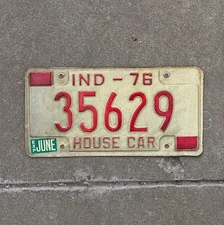 IND - 76
35629
JUNE
HOUSE CAR